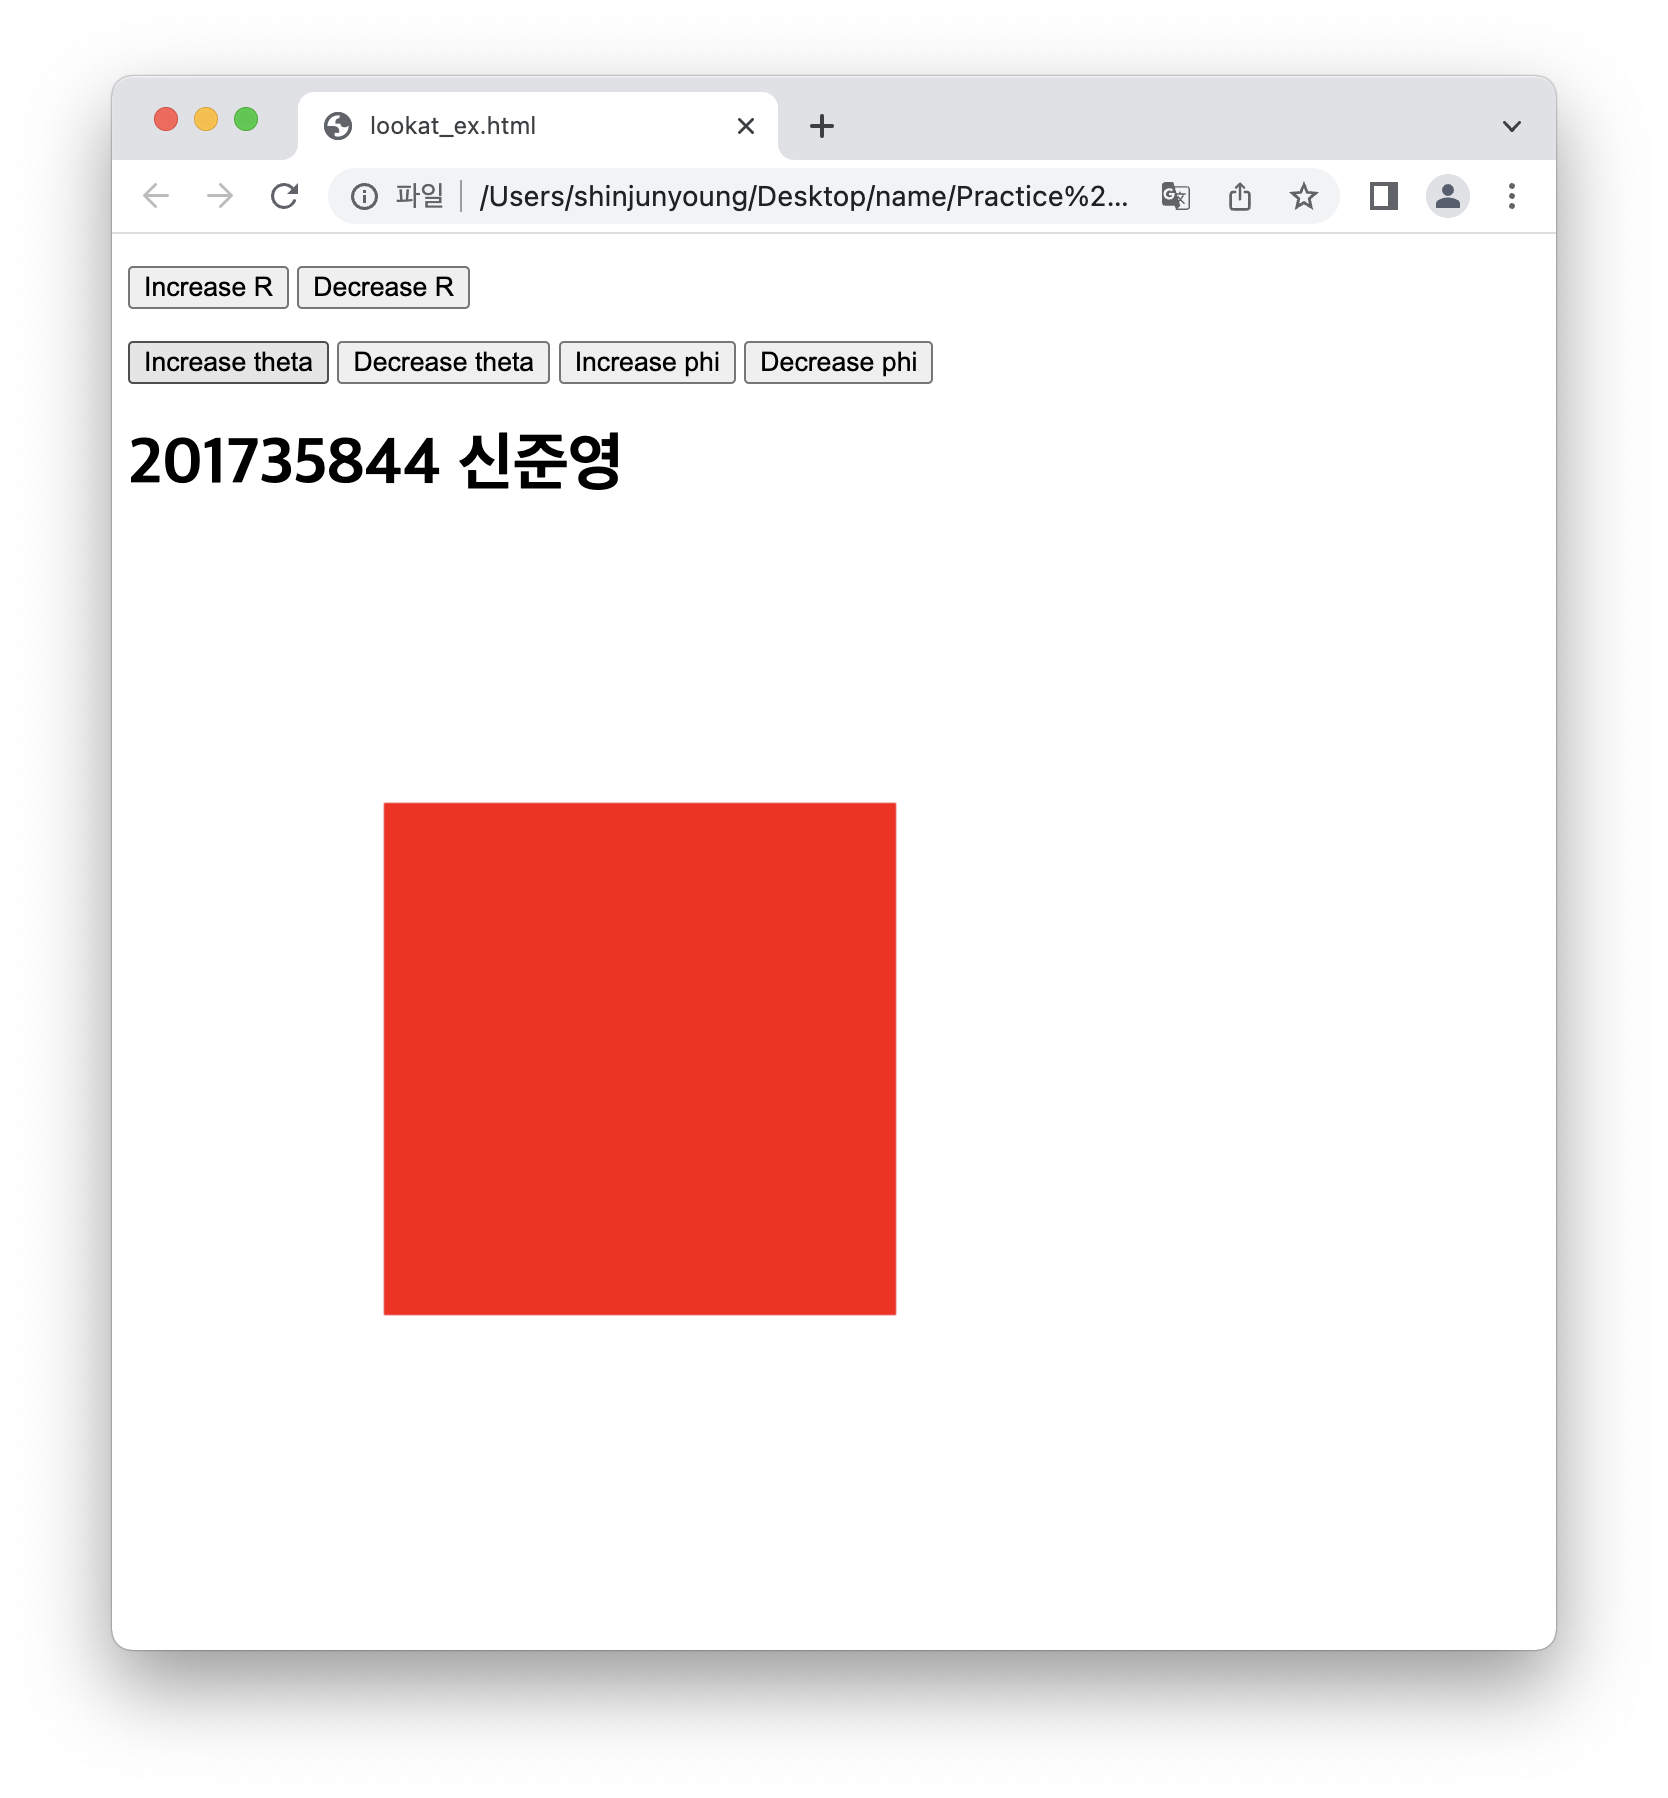 lookat_ex.html
파일 /Users/shinjunyoung/Desktop/name/Practice%2...
Increase R Decrease R
Increase theta Decrease theta Increase phi Decrease phi
201735844 신준영